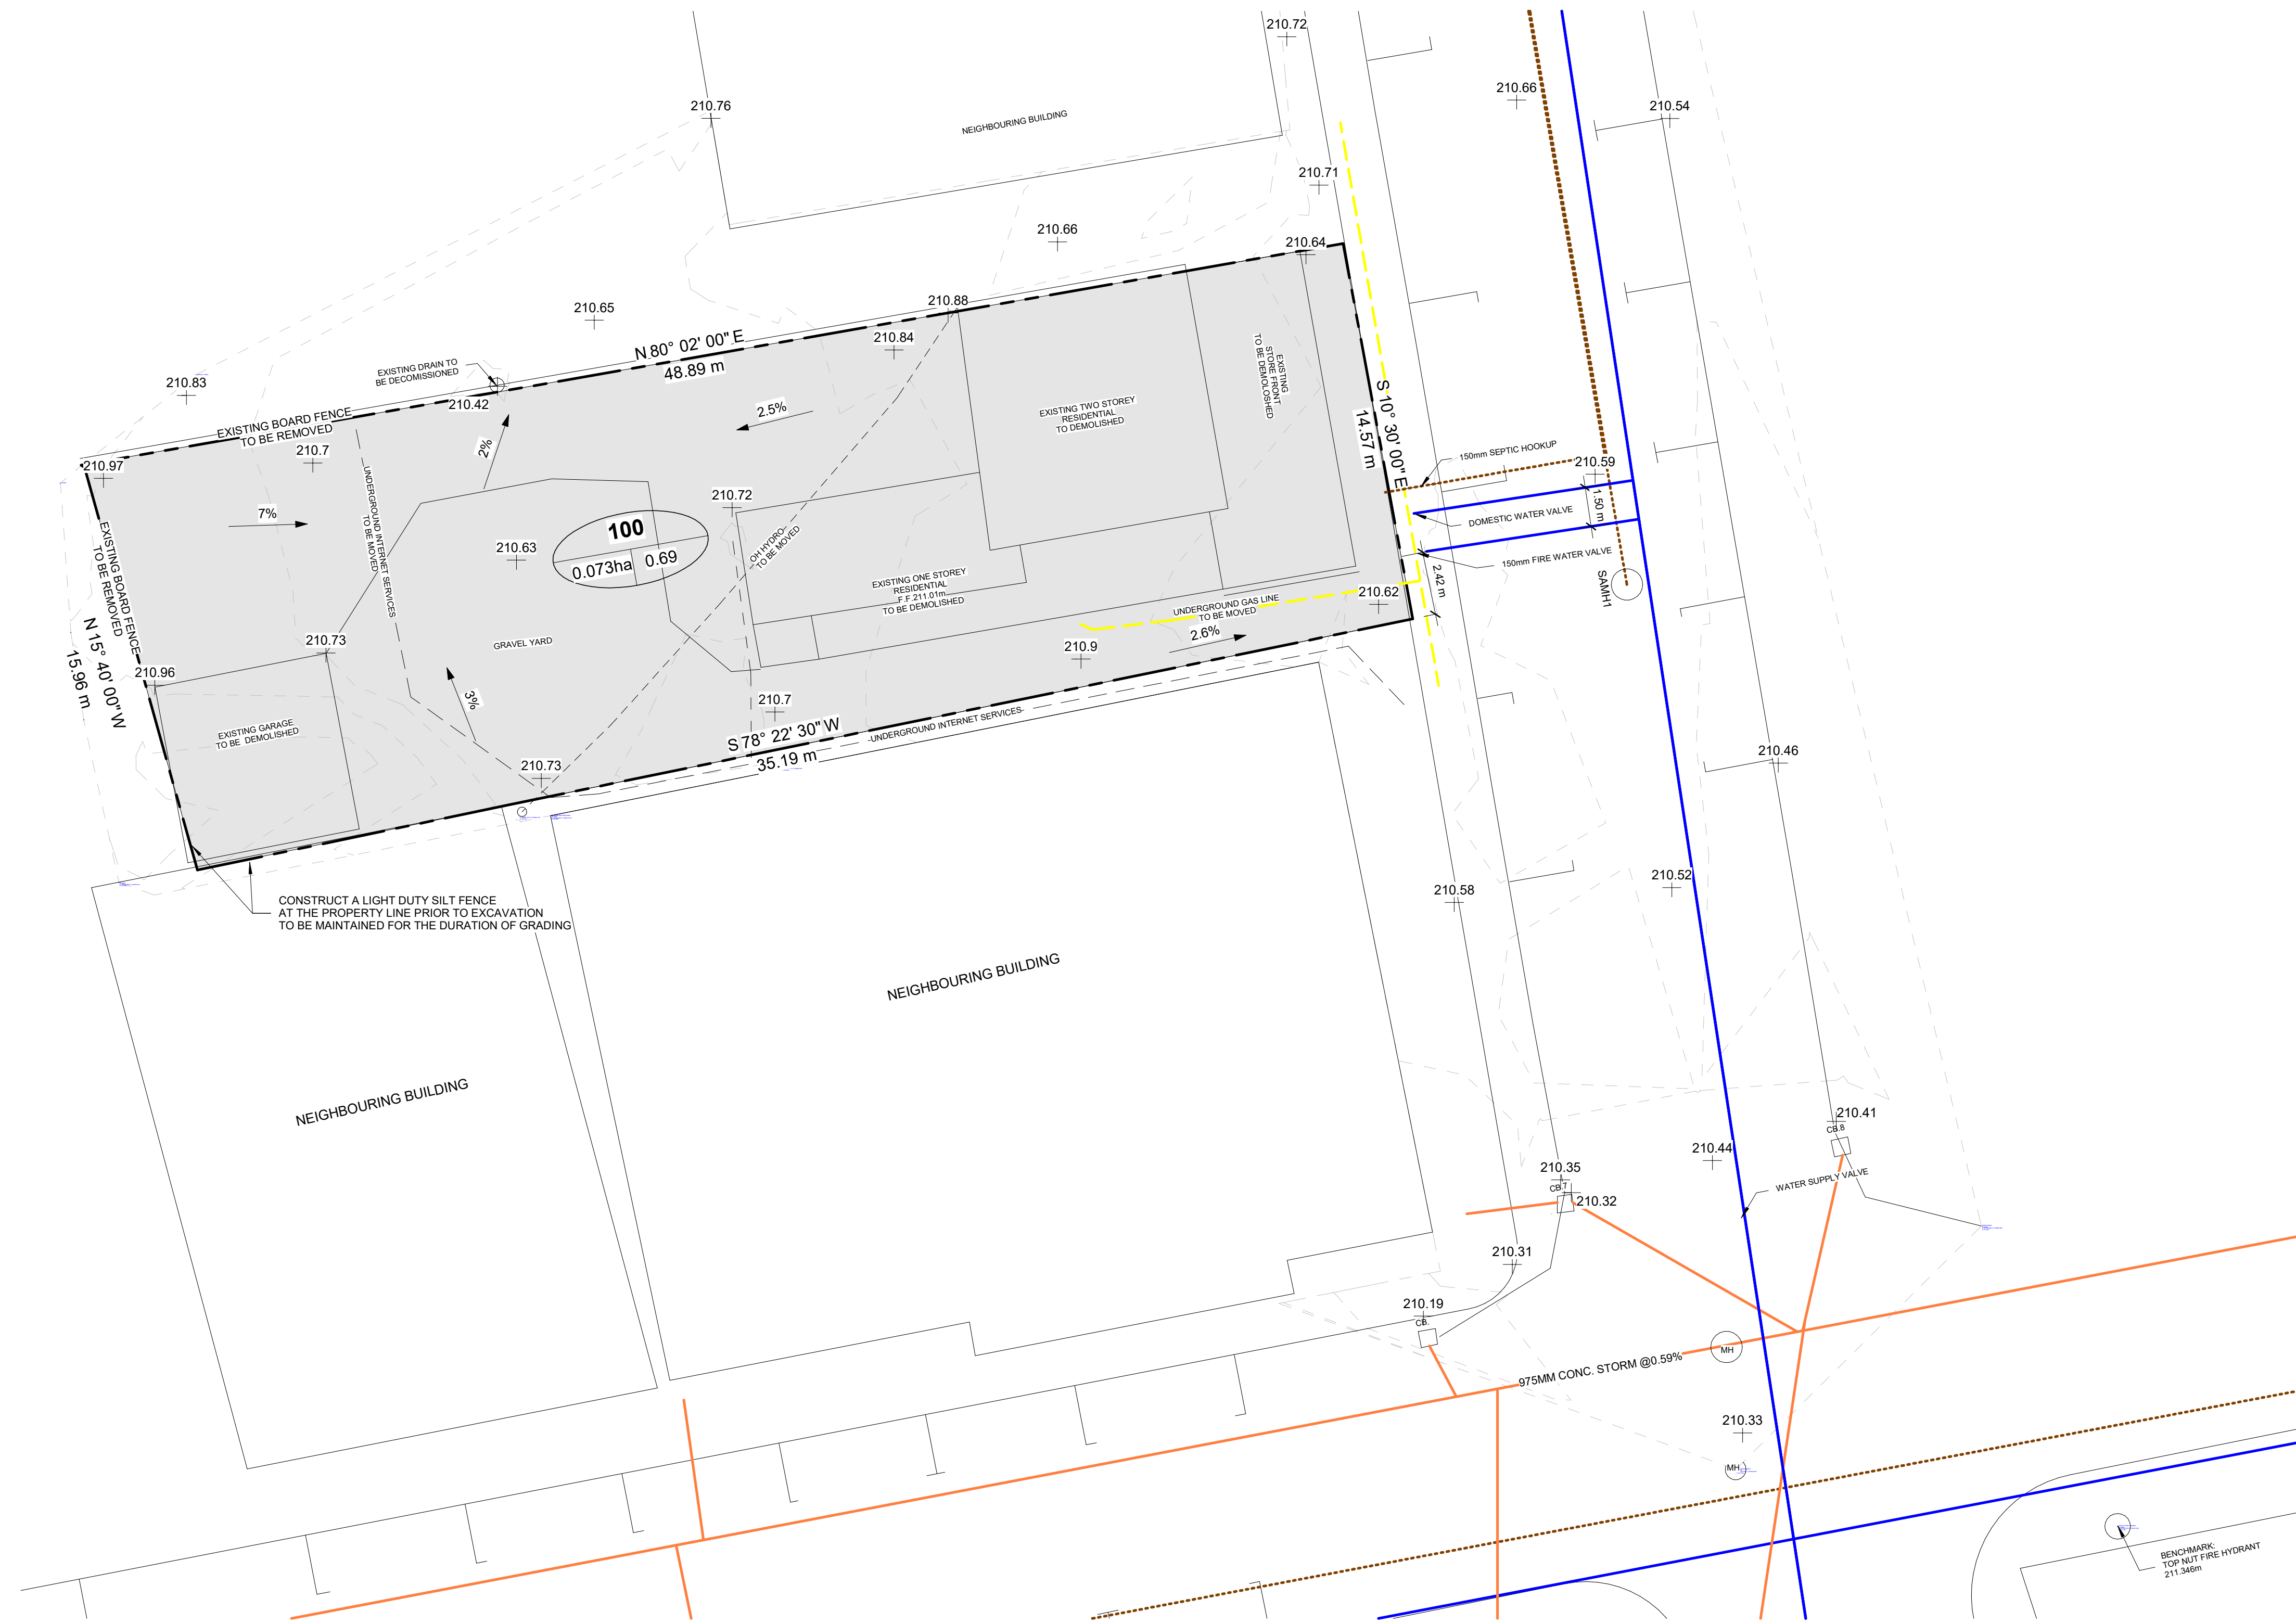 210.72
210.66
210.54
210.76
NEIGHBOURING BUILDING
210.71
210.66
210.64
210.88
210.65
210.84
N 80° 02' 00" E
48.89 m
EXISTING DRAIN TO
BE DECOMISSIONED
210.83
210.42
2.5%
EXISTING TWO STOREY
RESIDENTIAL
TO DEMOLISHED
EXISTING
STORE FRONT
TO BE DEMOLOSHED
S 10° 30' 00" E
14.57 m
EXISTING BOARD FENCE
TO BE REMOVED
210.7
2%
210.97
7%
UNDERGROUND INTERNET SERVICES
TO BE MOVED
210.72
150mm SEPTIC HOOKUP
210.59
1.50 m
DOMESTIC WATER VALVE
150mm FIRE WATER VALVE
100
0.073ha
0.69
210.63
OH HYDRO
TO BE MOVED
EXISTING BOARD FENCE
TO BE REMOVED
EXISTING ONE STOREY
RESIDENTIAL
F.F.211.01m
TO BE DEMOLISHED
2.42 m
SAMH1
210.62
UNDERGROUND GAS LINE
TO BE MOVED
2.6%
210.9
GRAVEL YARD
210.73
210.96
N 15° 40' 00" W
15.96 m
3%
210.7
EXISTING GARAGE
TO BE DEMOLISHED
S 78° 22' 30" W
35.19 m
UNDERGROUND INTERNET SERVICES
210.73
210.46
210.52
210.58
CONSTRUCT A LIGHT DUTY SILT FENCE
AT THE PROPERTY LINE PRIOR TO EXCAVATION
TO BE MAINTAINED FOR THE DURATION OF GRADING
NEIGHBOURING BUILDING
NEIGHBOURING BUILDING
210.41
CB.8
210.44
210.35
CB.7
210.32
WATER SUPPLY VALVE
210.31
210.19
CB.
MH
975MM CONC. STORM @0.59%
210.33
MH
BENCHMARK:
TOP NUT FIRE HYDRANT
211.346m